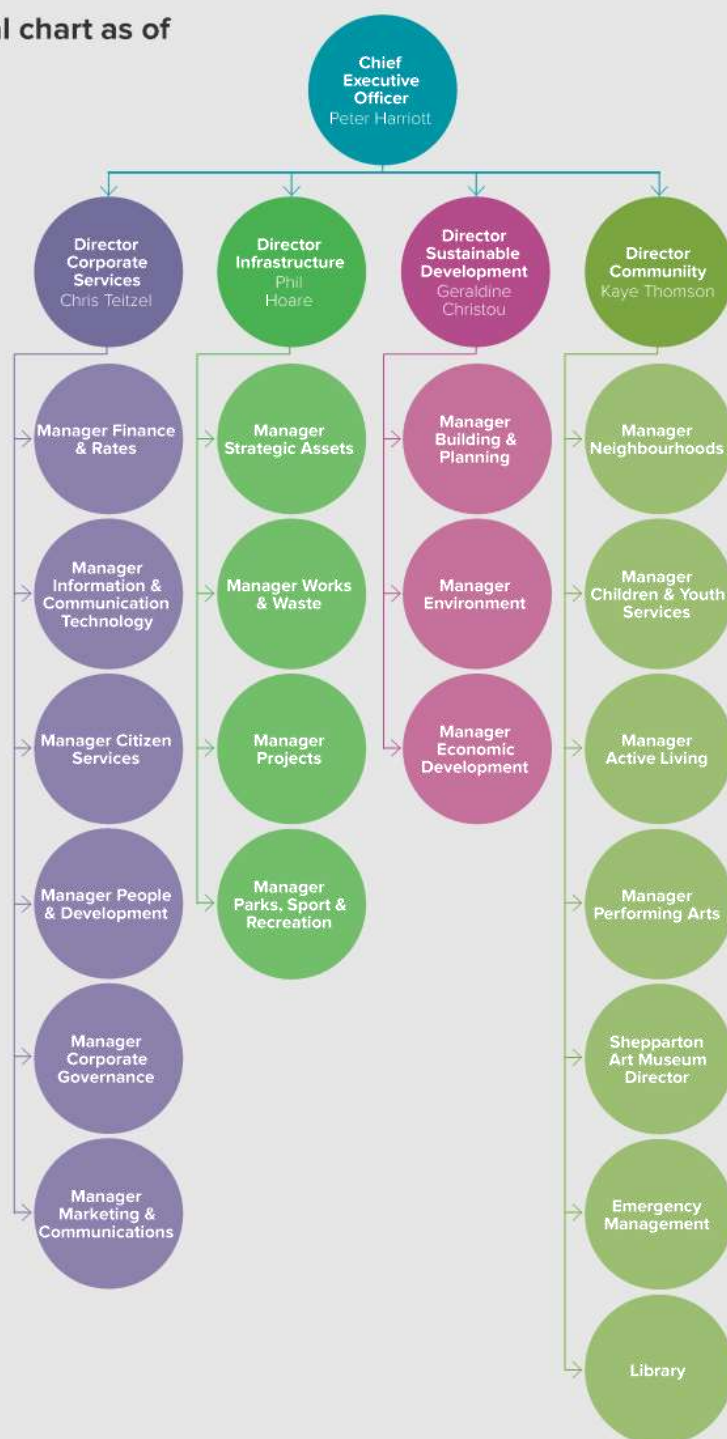 al chart as of
Chief
Executive
Officer
Peter Harriott
Director
Corporate
Services
Chris Teitzel
Director
Infrastructure
Phil
Hoare
Director
Sustainable
Development
Geraldine
Christou
Director
Communiity
Kaye Thomson
Manager Finance
& Rates
Manager
Information &
Communication
Technology
Manager Citizen
Services
Manager People
& Development
Manager
Corporate
Governance
Manager
Marketing &
Communications
Manager
Strategic Assets
Manager Works
& Waste
Manager
Projects
Manager
Parks, Sport &
Recreation
Manager
Building &
Planning
Manager
Environment
Manager
Economic
Development
Manager
Neighbourhoods
Manager
Children & Youth
Services
Manager
Active Living
Manager
Performing Arts
Shepparton
Art Museum
Director
Emergency
Management
Library